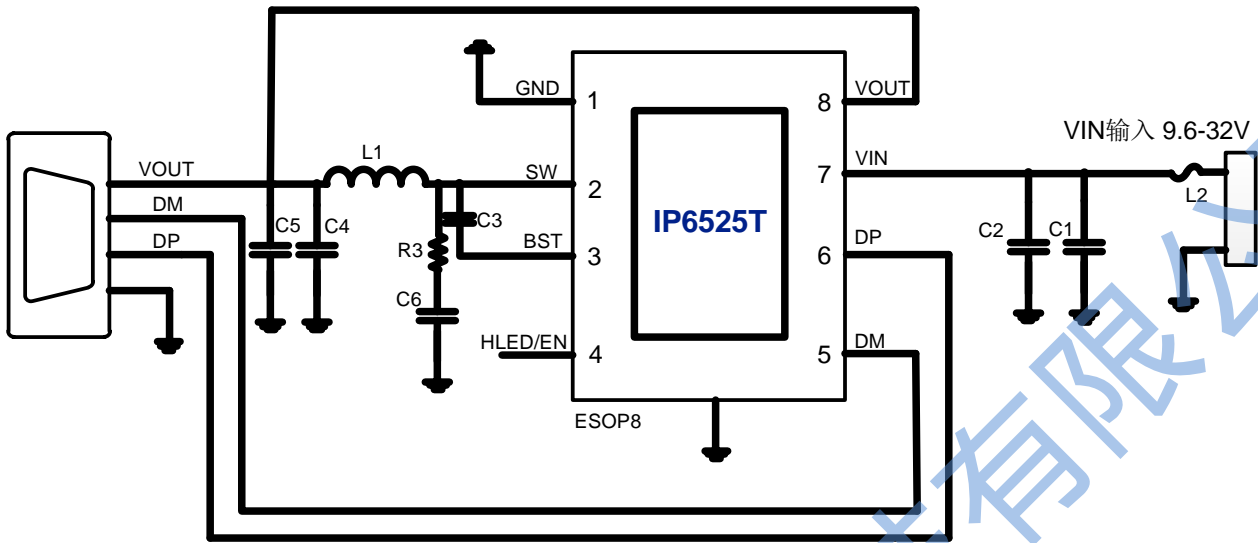 GND
1
8
VOUT
VIN输入 9.6-32V
VOUT
L1
SW
2
7
VIN
L2
DM
C5
C4
C3
IP6525T
C2
C1
DP
R3
BST
3
6
DP
C6
HLED/EN
4
5
DM
ESOP8
有限公